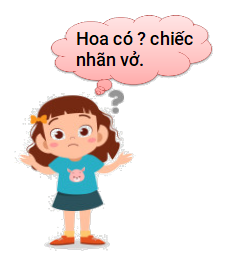 Hoa có ? chiếc
nhãn vở.
?